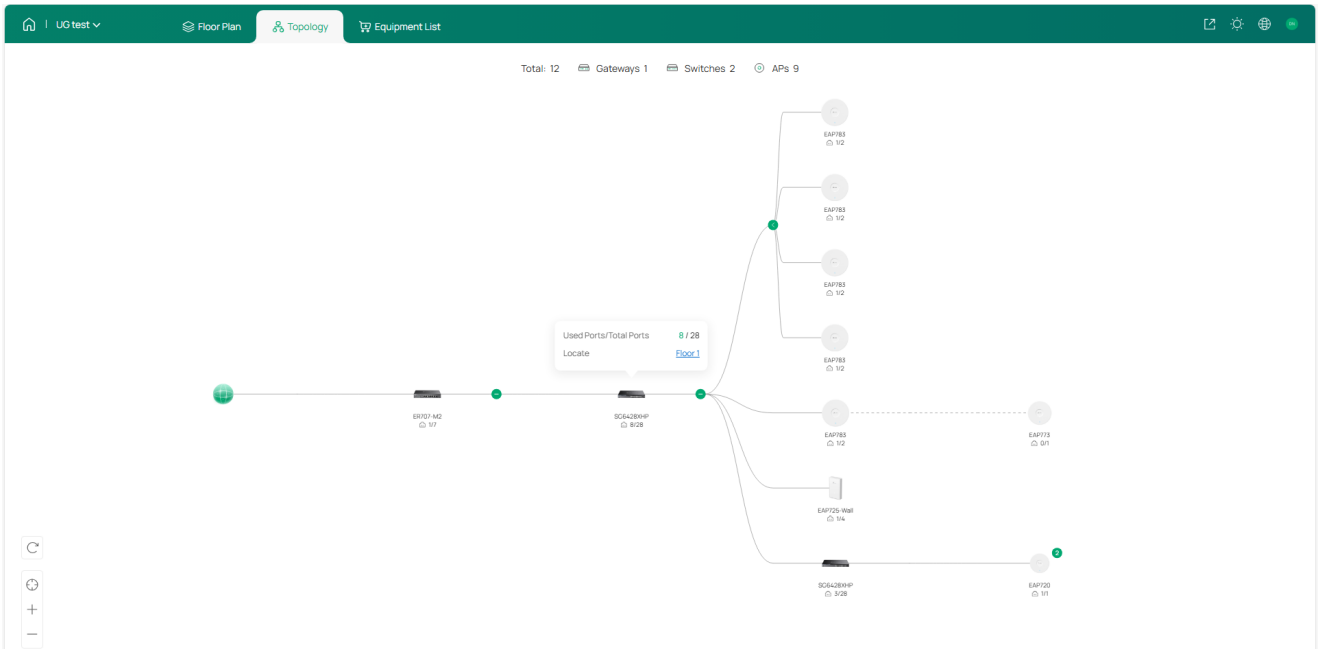 UG test
Floor Plan
Topology
Equipment List
Total: 12 Gateways 1 Switches 2 APs 9
EAP783
1/2
EAP783
1/2
EAP783
1/2
EAP783
1/2
Used Ports/Total Ports 8 / 28
Locate Floor 1
ER707-M2
1/7
SG6428XHP
8/28
EAP783
1/2
EAP773
0/1
EAP725-Wall
1/4
2
SG6428XHP
3/28
EAP720
1/1